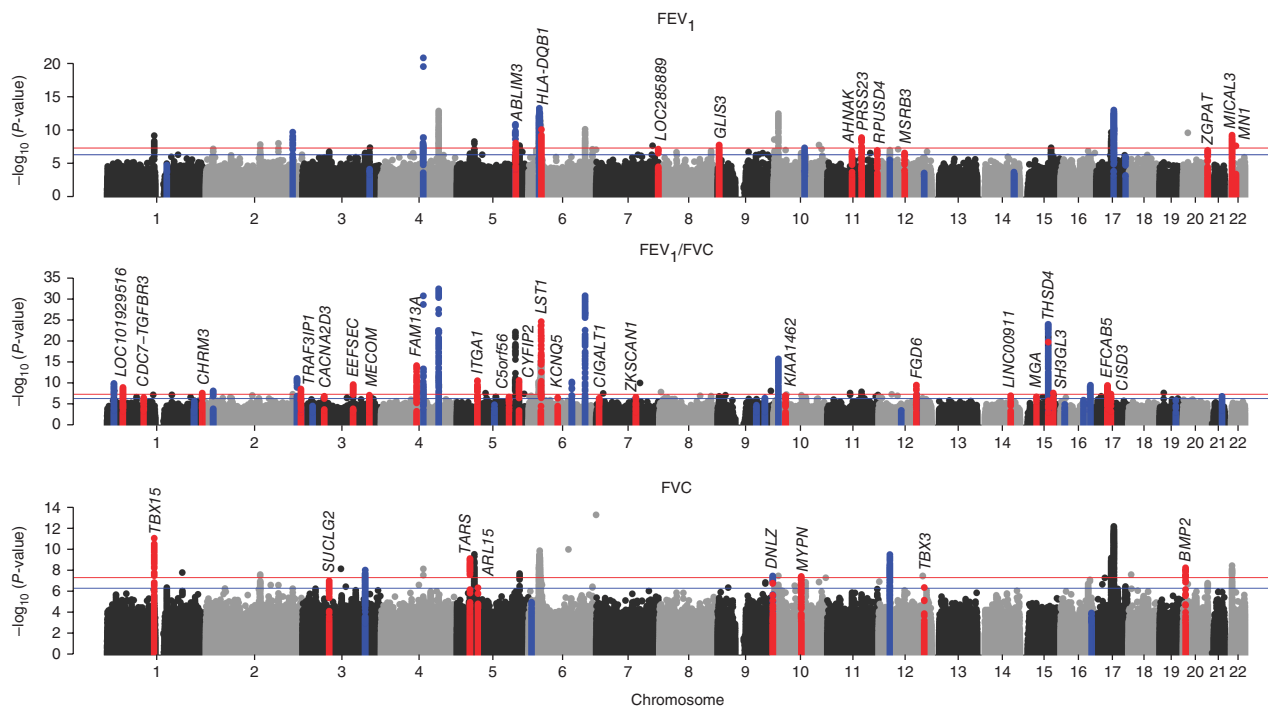 FEV1
−log10 (P-value)
20
15
10
5
0
ABLIM3
HLA-DQB1
LOC285889
GLIS3
AHNAK
PRSS23
RPUSD4
MSRB3
ZGPAT
MICAL3
MN1
1 2 3 4 5 6 7 8 9 10 11 12 13 14 15 16 17 18 19 20 21 22
FEV1/FVC
−log10 (P-value)
35
30
25
20
15
10
5
0
LOC101929516
CDC7−TGFBR3
CHRM3
TRAF3IP1
CACNA2D3
EEFSEC
MECOM
FAM13A
ITGA1
C5orf56
CYFIP2
LST1
KCNQ5
CIGALT1
ZKSCAN1
KIAA1462
FGD6
LINC00911
MGA
THSD4
SH3GL3
EFCAB5
CISD3
1 2 3 4 5 6 7 8 9 10 11 12 13 14 15 16 17 18 19 20 21 22
FVC
−log10 (P-value)
14
12
10
8
6
4
2
0
TBX15
SUCLG2
TARS
ARL15
DNLZ
MYPN
TBX3
BMP2
1 2 3 4 5 6 7 8 9 10 11 12 13 14 15 16 17 18 19 20 21 22
Chromosome